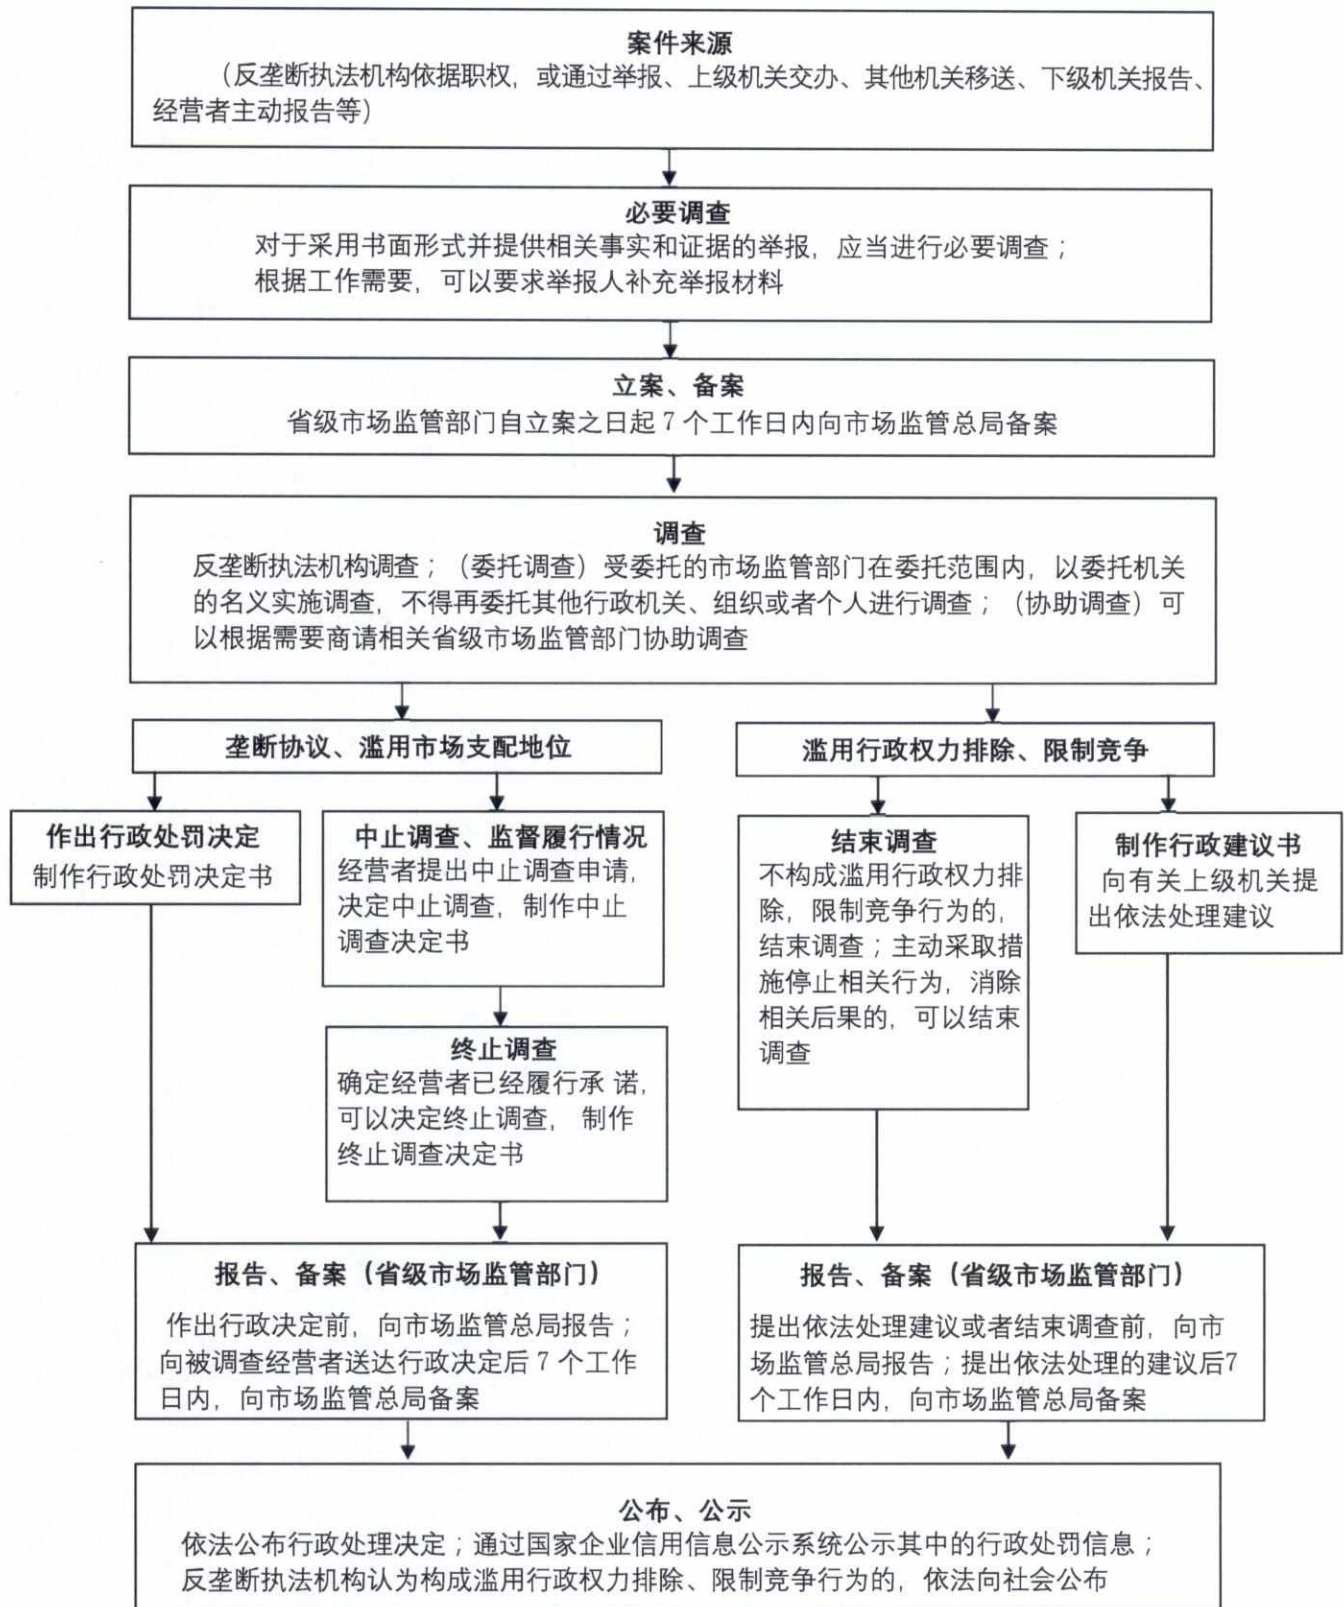 案件来源
（反垄断执法机构依据职权，或通过举报、上级机关交办、其他机关移送、下级机关报告、
经营者主动报告等）
必要调查
对于采用书面形式并提供相关事实和证据的举报，应当进行必要调查；
根据工作需要，可以要求举报人补充举报材料
立案、备案
省级市场监管部门自立案之日起 7 个工作日内向市场监管总局备案
调查
反垄断执法机构调查；（委托调查）受委托的市场监管部门在委托范围内，以委托机关
的名义实施调查，不得再委托其他行政机关、组织或者个人进行调查；（协助调查）可
以根据需要商请相关省级市场监管部门协助调查
垄断协议、滥用市场支配地位
滥用行政权力排除、限制竞争
作出行政处罚决定
制作行政处罚决定书
中止调查、监督履行情况
经营者提出中止调查申请，
决定中止调查，制作中止
调查决定书
结束调查
不构成滥用行政权力排
除，限制竞争行为的，
结束调查；主动采取措
施停止相关行为，消除
相关后果的，可以结束
调查
制作行政建议书
向有关上级机关提
出依法处理建议
终止调查
确定经营者已经履行承 诺，
可以决定终止调查， 制作
终止调查决定书
报告、备案（省级市场监管部门）
作出行政决定前，向市场监管总局报告；
向被调查经营者送达行政决定后 7 个工作
日内，向市场监管总局备案
报告、备案（省级市场监管部门）
提出依法处理建议或者结束调查前，向市
场监管总局报告；提出依法处理的建议后7
个工作日内，向市场监管总局备案
公布、公示
依法公布行政处理决定；通过国家企业信用信息公示系统公示其中的行政处罚信息；
反垄断执法机构认为构成滥用行政权力排除、限制竞争行为的，依法向社会公布